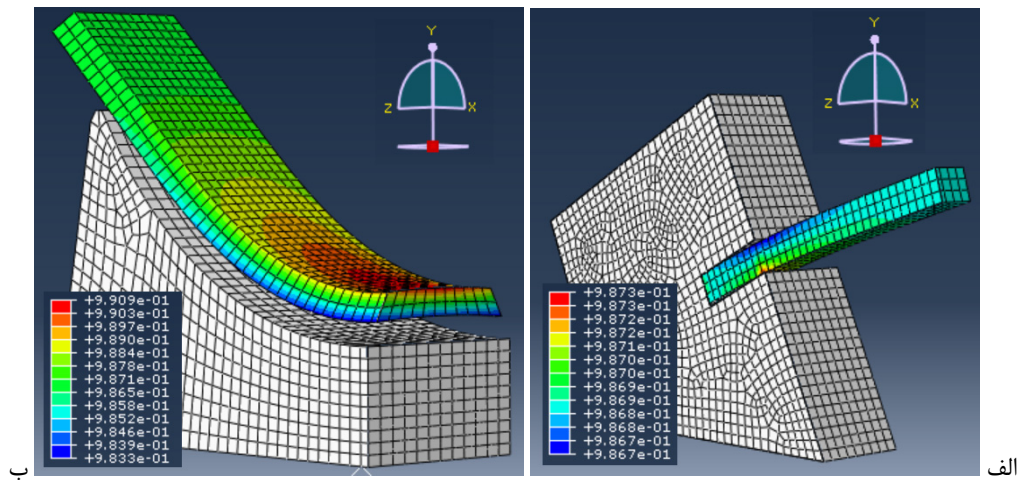 Y
Z X
+9.909e-01
+9.903e-01
+9.897e-01
+9.890e-01
+9.884e-01
+9.878e-01
+9.871e-01
+9.865e-01
+9.858e-01
+9.852e-01
+9.846e-01
+9.839e-01
+9.833e-01
ب
Y
Z X
+9.873e-01
+9.873e-01
+9.872e-01
+9.872e-01
+9.871e-01
+9.870e-01
+9.870e-01
+9.869e-01
+9.869e-01
+9.868e-01
+9.868e-01
+9.867e-01
+9.867e-01
الف